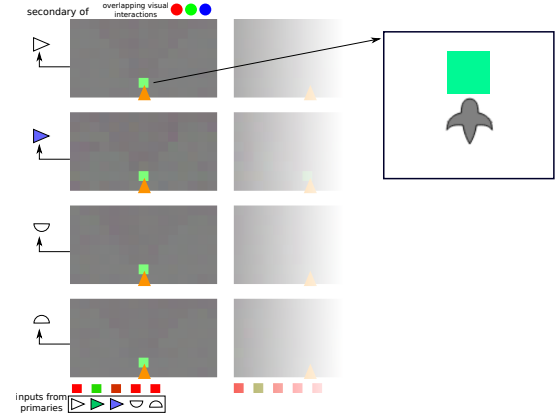 secondary of
overlapping visual
interactions
inputs from
primaries